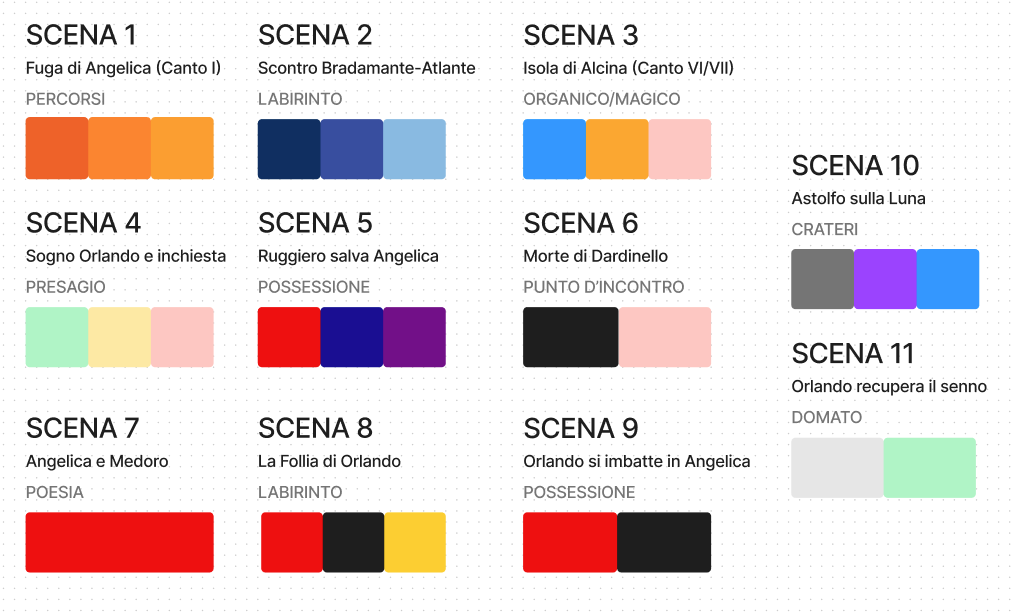 SCENA 1
Fuga di Angelica (Canto I)
PERCORSI
SCENA 2
Scontro Bradamante-Atlante
LABIRINTO
SCENA 3
Isola di Alcina (Canto VI/VII)
ORGANICO/MAGICO
SCENA 4
Sogno Orlando e inchiesta
PRESAGIO
SCENA 5
Ruggiero salva Angelica
POSSESSIONE
SCENA 6
Morte di Dardinello
PUNTO D’INCONTRO
SCENA 7
Angelica e Medoro
POESIA
SCENA 8
La Follia di Orlando
LABIRINTO
SCENA 9
Orlando si imbatte in Angelica
POSSESSIONE
SCENA 10
Astolfo sulla Luna
CRATERI
SCENA 11
Orlando recupera il senno
DOMATO